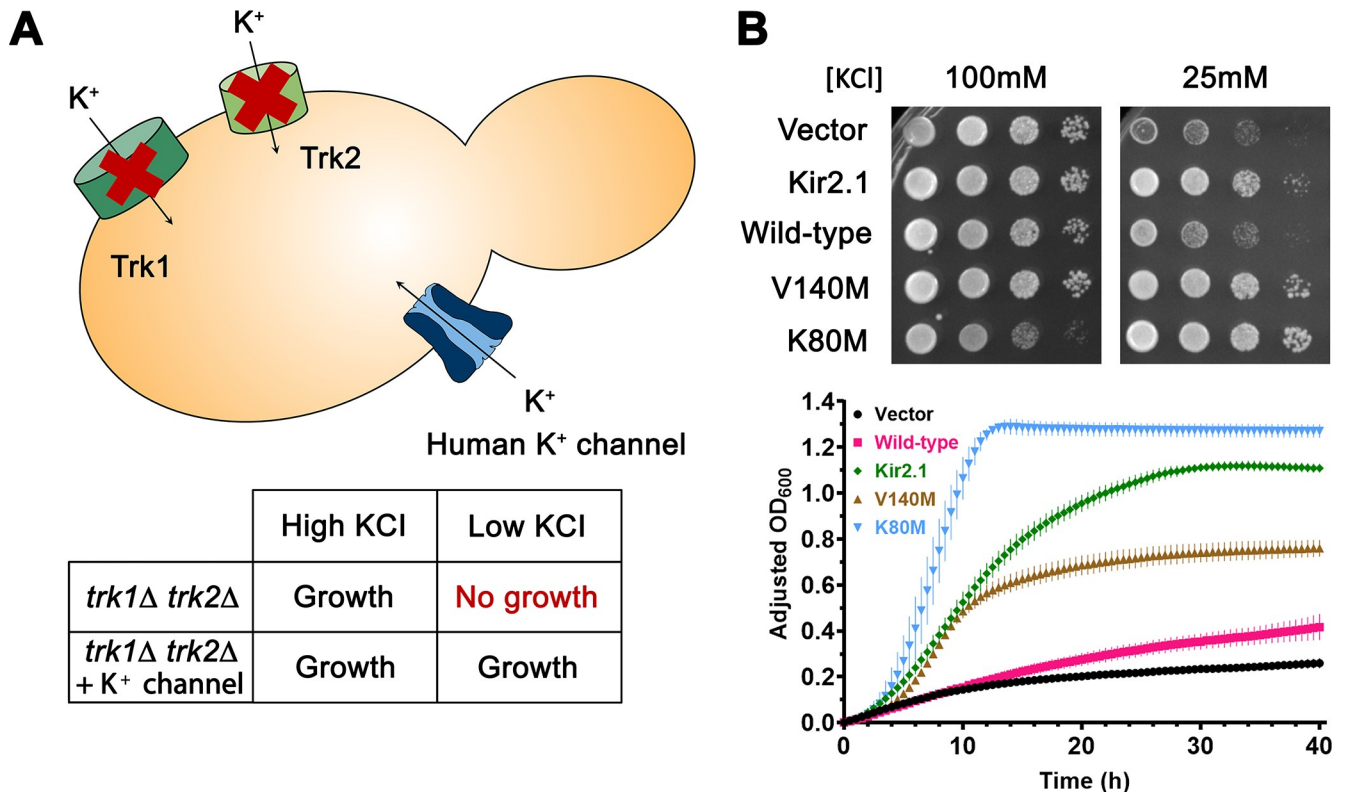 A
K⁺
K⁺
Trk2
Trk1
K⁺
Human K⁺ channel
High KCl
Low KCl
trk1Δ trk2Δ
Growth
No growth
trk1Δ trk2Δ
+ K⁺ channel
Growth
Growth
B
[KCl]
100mM
25mM
Vector
Kir2.1
Wild-type
V140M
K80M
1.4
1.2
1.0
0.8
0.6
0.4
0.2
0.0
Adjusted OD₆₀₀
Vector
Wild-type
Kir2.1
V140M
K80M
0
10
20
30
40
Time (h)